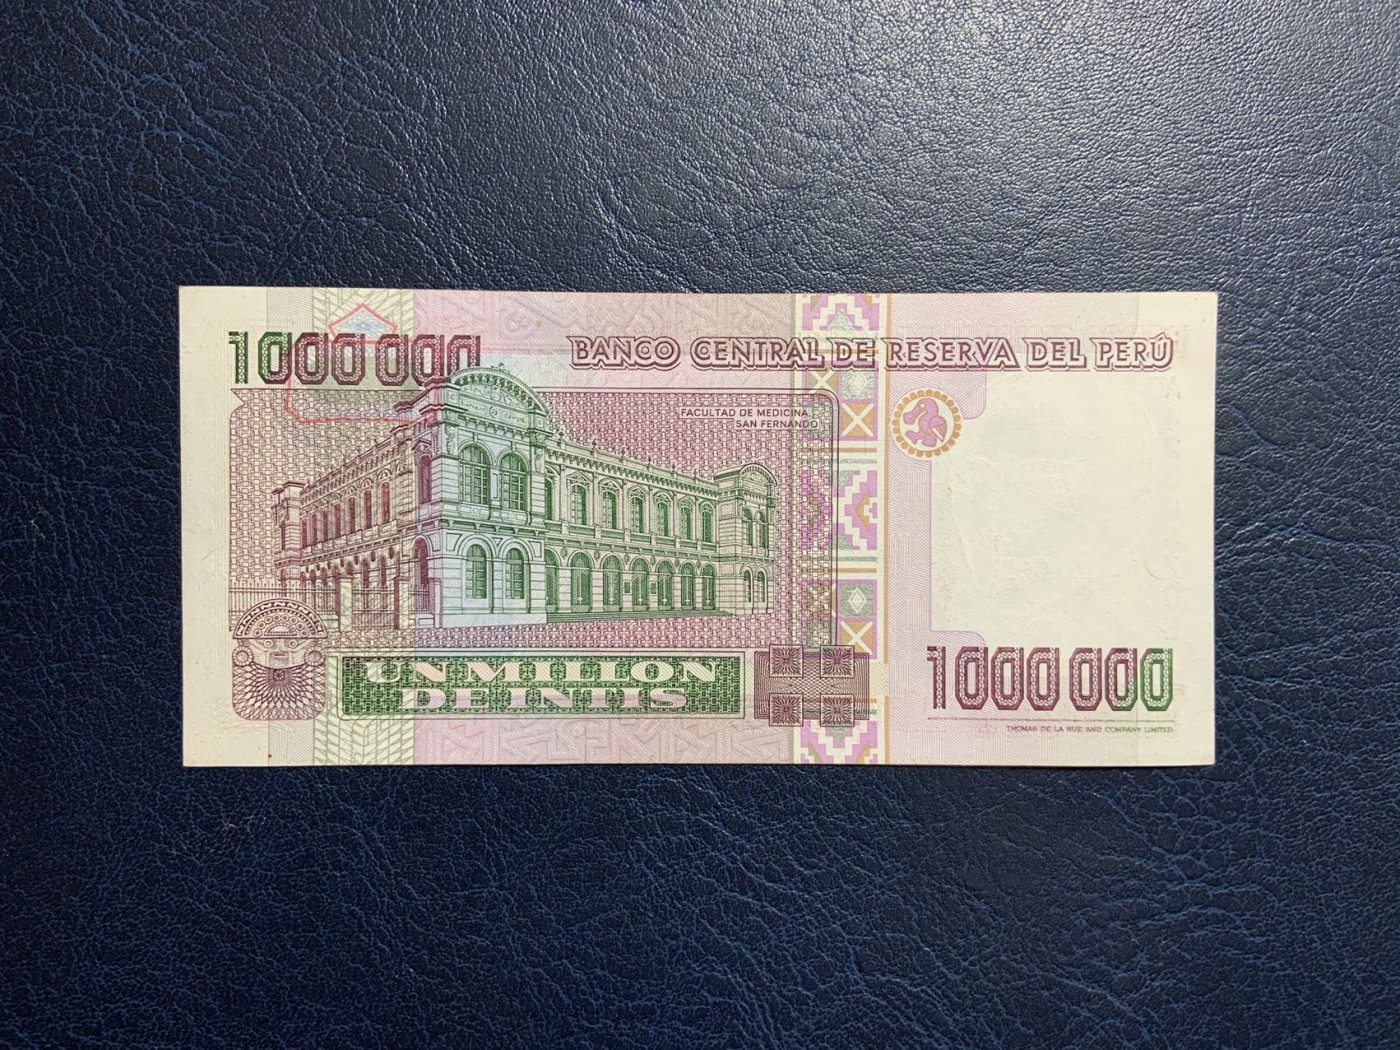 1000 000
BANCO CENTRAL DE RESERVA DEL PERÚ
FACULTAD DE MEDICINA,
SAN FERNANDO
UN MILLON
DE INTIS
1000 000
THOMAS DE LA RUE AND COMPANY LIMITED